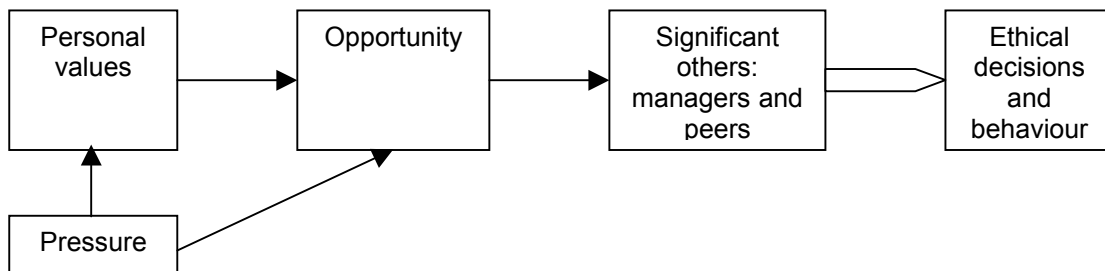 Personal
values
Opportunity
Significant
others:
managers and
peers
Ethical
decisions
and
behaviour
Pressure